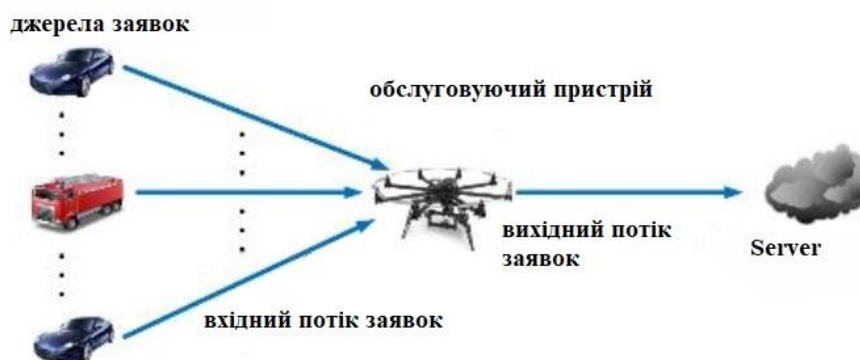 джерела заявок
обслуговуючий пристрій
вихідний потік
заявок
Server
вхідний потік заявок